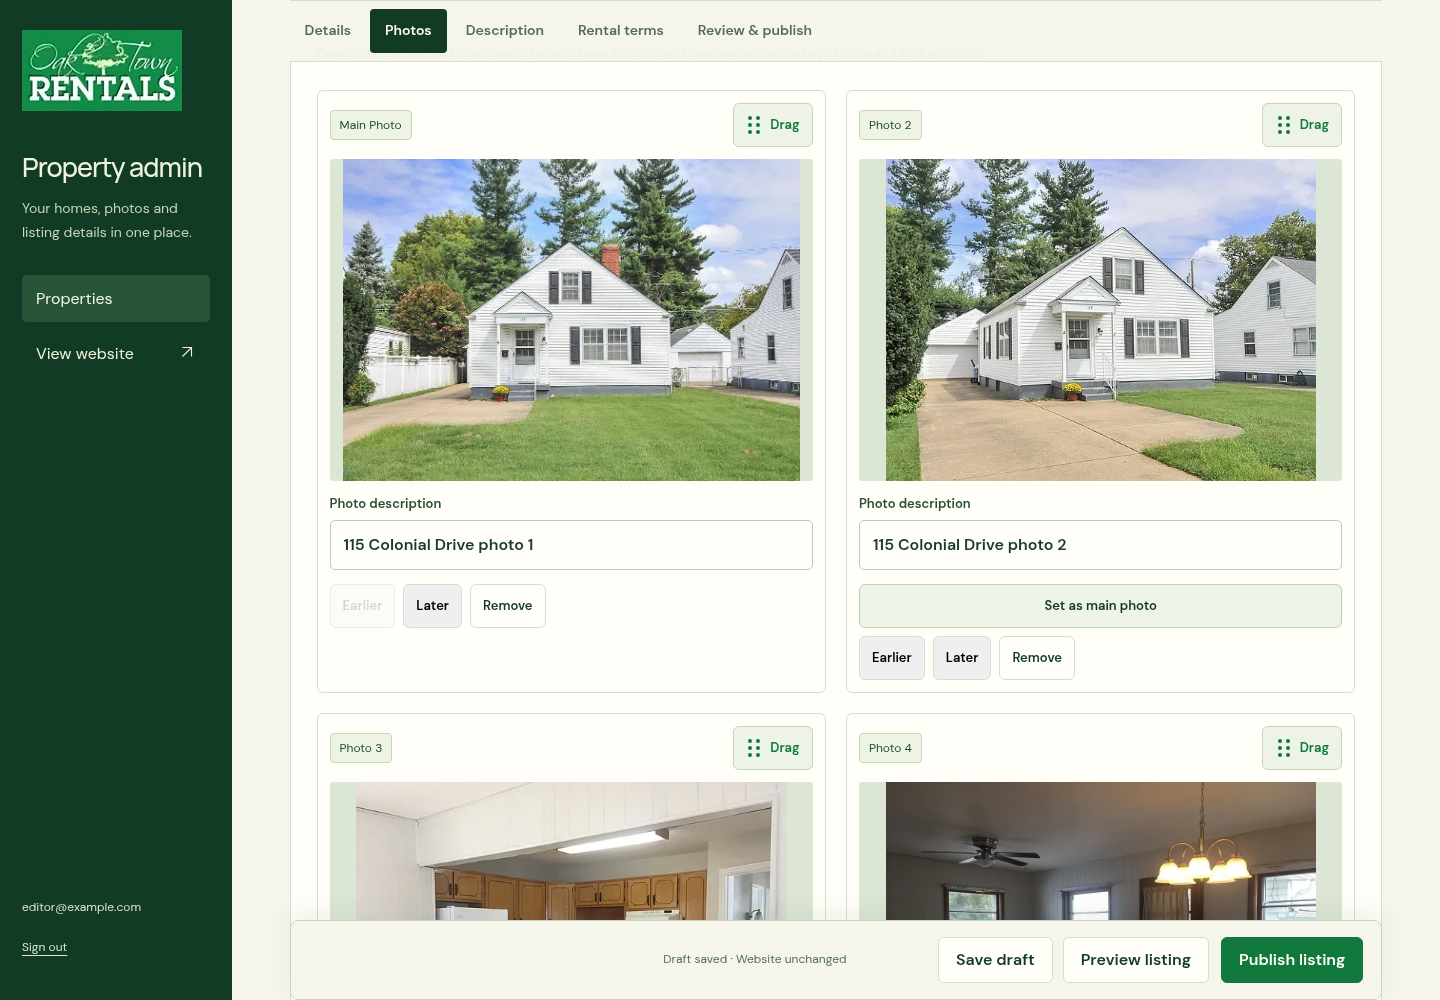 Oak Town
RENTALS
Property admin
Your homes, photos and
listing details in one place.
Properties
View website
editor@example.com
Sign out
Details
Photos
Description
Rental terms
Review & publish
Main Photo
Drag
Photo description
115 Colonial Drive photo 1
Earlier
Later
Remove
Photo 2
Drag
Photo description
115 Colonial Drive photo 2
Set as main photo
Earlier
Later
Remove
Photo 3
Drag
Photo 4
Drag
Draft saved · Website unchanged
Save draft
Preview listing
Publish listing